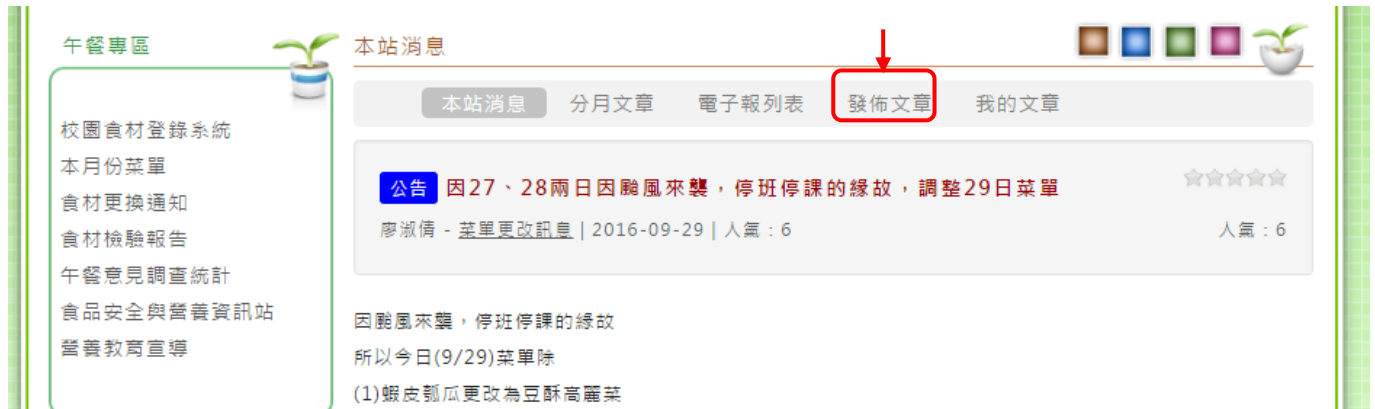 午餐專區
校園食材登錄系統
本月份菜單
食材更換通知
食材檢驗報告
午餐意見調查統計
食品安全與營養資訊站
營養教育宣導
本站消息
本站消息 分月文章 電子報列表 發佈文章 我的文章
公告 因27、28兩日因颱風來襲，停班停課的緣故，調整29日菜單
廖淑倩 - 菜單更改訊息 | 2016-09-29 | 人氣：6 人氣：6
因颱風來襲，停班停課的緣故
所以今日(9/29)菜單除
(1)蝦皮瓠瓜更改為豆酥高麗菜